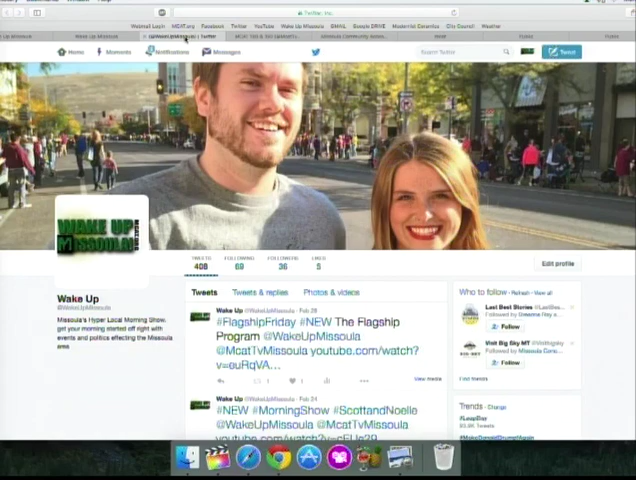 Twitter, Inc.
Webmail Login MCAT.org Facebook Twitter YouTube Wake Up Missoula GMAIL Google DRIVE City Council Weather
Wake Up Missoula
Home Moments Notifications Messages Search Twitter Tweet
WAKE UP
MISSOULA!
TWEETS FOLLOWING FOLLOWERS LIKES
408 69 36 5
Edit profile
Wake Up
@WakeUpMissoula
Missoula's Hyper Local Morning Show,
get your morning started off right with
events and politics effecting the Missoula
area
Tweets Tweets & replies Photos & videos
Wake Up @WakeUpMissoula
#FlagshipFriday #NEW The Flagship
Program @WakeUpMissoula
@McatTvMissoula youtube.com/watch?
View media
Wake Up @WakeUpMissoula · Feb 24
#NEW #MorningShow #ScottandNoelle
@WakeUpMissoula @McatTvMissoula
Who to follow · Refresh · View all
Last Best Stories
Follow
Visit Big Sky MT
Follow
Find friends
Trends · Change
#LeapDay
#MakeDonaldDrumpfAgain